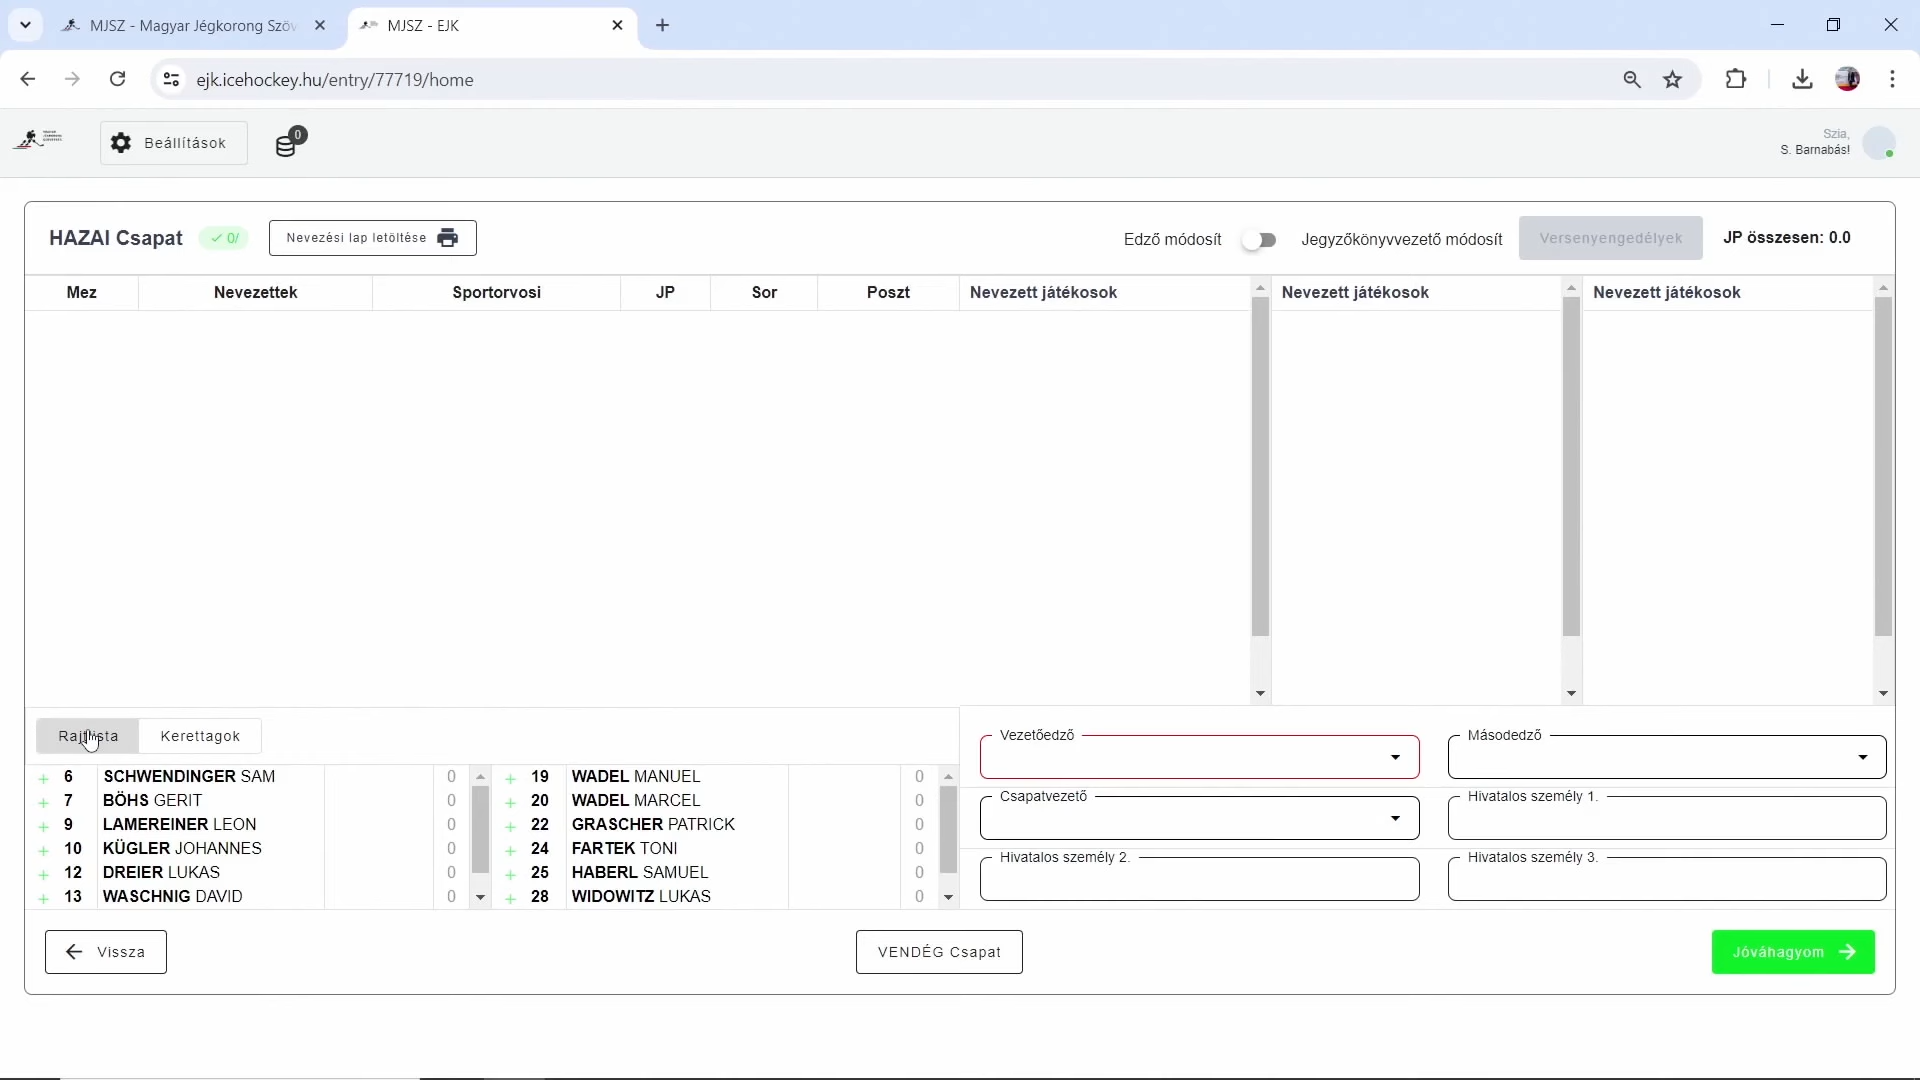 MJSZ - Magyar Jégkorong Szöv
MJSZ - EJK
ejk.icehockey.hu/entry/77719/home
Beállítások
0
Szia,
S. Barnabás!
HAZAI Csapat
0/
Nevezési lap letöltése
Edző módosít
Jegyzőkönyvvezető módosít
Versenyengedélyek
JP összesen: 0.0
Mez Nevezettek Sportorvosi JP Sor Poszt Nevezett játékosok Nevezett játékosok Nevezett játékosok
Rajtlista Kerettagok
+ 6 SCHWENDINGER SAM 0 + 19 WADEL MANUEL 0
+ 7 BÖHS GERIT 0 + 20 WADEL MARCEL 0
+ 9 LAMEREINER LEON 0 + 22 GRASCHER PATRICK 0
+ 10 KÜGLER JOHANNES 0 + 24 FARTEK TONI 0
+ 12 DREIER LUKAS 0 + 25 HABERL SAMUEL 0
+ 13 WASCHNIG DAVID 0 + 28 WIDOWITZ LUKAS 0
Vezetőedző Másodedző
Csapatvezető Hivatalos személy 1.
Hivatalos személy 2. Hivatalos személy 3.
Vissza
VENDÉG Csapat
Jóváhagyom